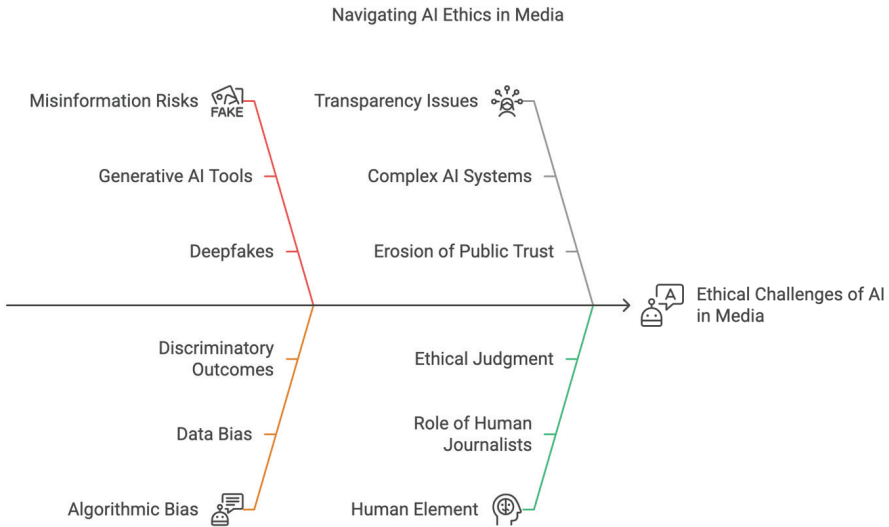 Navigating AI Ethics in Media
Misinformation Risks
FAKE
Transparency Issues
Generative AI Tools
Complex AI Systems
Deepfakes
Erosion of Public Trust
A
Ethical Challenges of AI
in Media
Discriminatory
Outcomes
Ethical Judgment
Data Bias
Role of Human
Journalists
Algorithmic Bias
Human Element